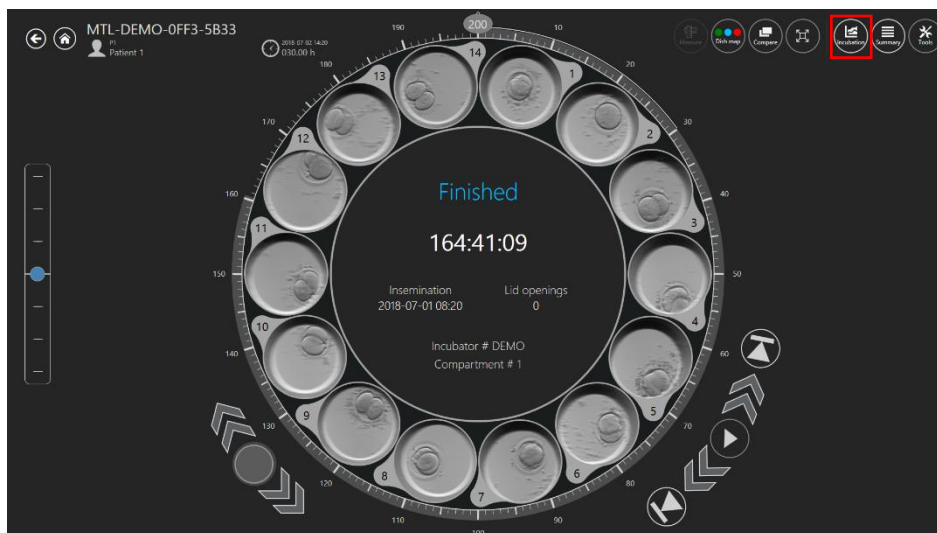 MTL-DEMO-0FF3-5B33
P1
Patient 1
2018-07-02 14:20
030.00 h
Measure
Dish map
Compare
Incubation
Summary
Tools
200
10
20
30
40
50
60
70
80
90
100
110
120
130
140
150
160
170
180
190
1
2
3
4
5
6
7
8
9
10
11
12
13
14
Finished
164:41:09
Insemination
Lid openings
2018-07-01 08:20
0
Incubator # DEMO
Compartment # 1